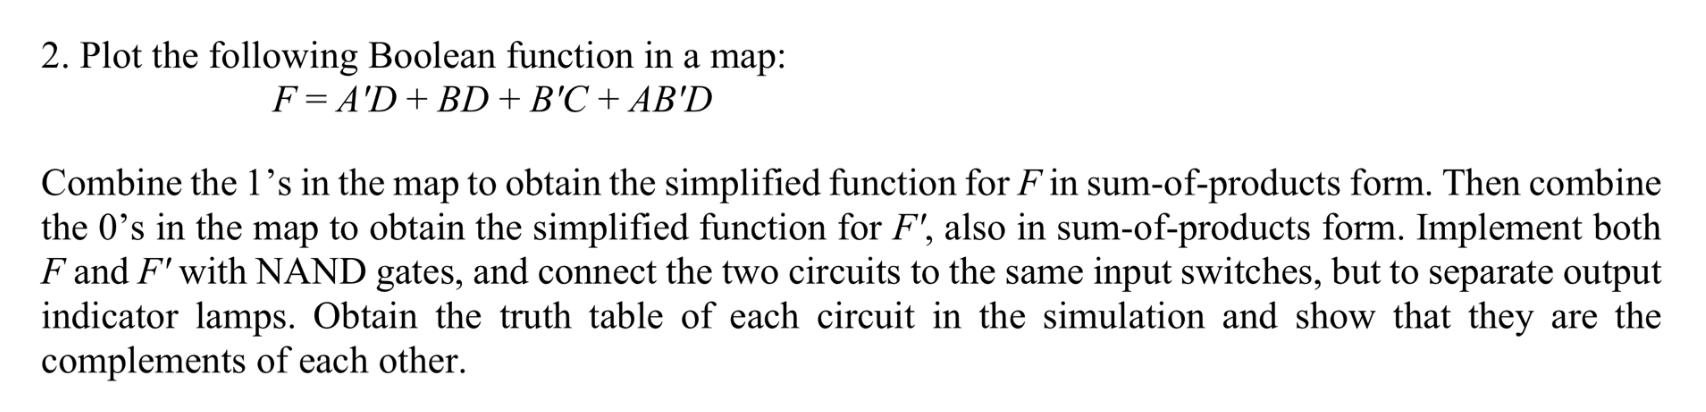 2. Plot the following Boolean function in a map:
F = A'D + BD + B'C + AB'D
Combine the 1’s in the map to obtain the simplified function for F in sum-of-products form. Then combine
the 0’s in the map to obtain the simplified function for F', also in sum-of-products form. Implement both
F and F' with NAND gates, and connect the two circuits to the same input switches, but to separate output
indicator lamps. Obtain the truth table of each circuit in the simulation and show that they are the
complements of each other.